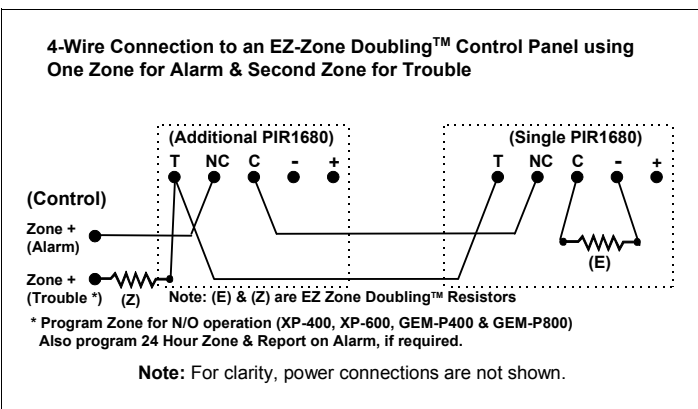 4-Wire Connection to an EZ-Zone Doubling™ Control Panel using
One Zone for Alarm & Second Zone for Trouble
(Additional PIR1680)
T NC C - +
(Single PIR1680)
T NC C - +
(Control)
Zone +
(Alarm)
Zone +
(Trouble *)
(Z)
(E)
Note: (E) & (Z) are EZ Zone Doubling™ Resistors
* Program Zone for N/O operation (XP-400, XP-600, GEM-P400 & GEM-P800)
Also program 24 Hour Zone & Report on Alarm, if required.
Note: For clarity, power connections are not shown.